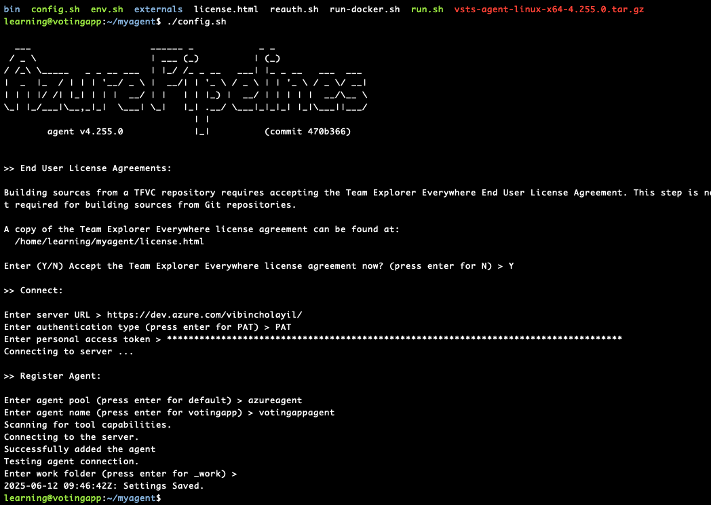 bin  config.sh  env.sh  externals  license.html  reauth.sh  run-docker.sh  run.sh  vsts-agent-linux-x64-4.255.0.tar.gz
learning@votingapp:~/myagent$ ./config.sh
Azure Pipelines
agent v4.255.0          (commit 470b366)
>> End User License Agreements:
Building sources from a TFVC repository requires accepting the Team Explorer Everywhere End User License Agreement. This step is no
t required for building sources from Git repositories.
A copy of the Team Explorer Everywhere license agreement can be found at:
  /home/learning/myagent/license.html
Enter (Y/N) Accept the Team Explorer Everywhere license agreement now? (press enter for N) > Y
>> Connect:
Enter server URL > https://dev.azure.com/vibincholayil/
Enter authentication type (press enter for PAT) > PAT
Enter personal access token > ************************************************************************************
Connecting to server ...
>> Register Agent:
Enter agent pool (press enter for default) > azureagent
Enter agent name (press enter for votingapp) > votingappagent
Scanning for tool capabilities.
Connecting to the server.
Successfully added the agent
Testing agent connection.
Enter work folder (press enter for _work) >
2025-06-12 09:46:42Z: Settings Saved.
learning@votingapp:~/myagent$